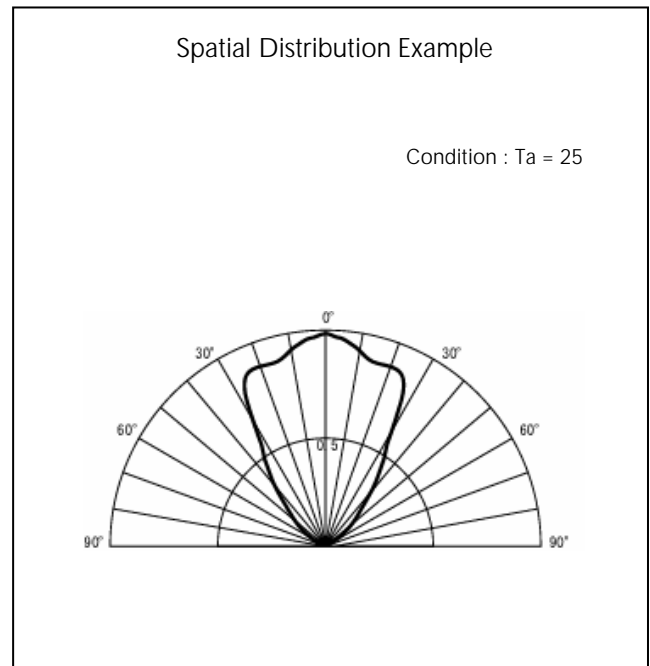 Spatial Distribution Example
Condition : Ta = 25
0°
30° 30°
60° 60°
0.5
90° 90°